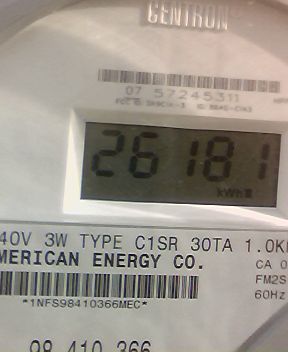 CENTRON
07 57245311
26181
kWh
40V 3W TYPE C1SR 30TA 1.0K
MERICAN ENERGY CO.
CA 0
FM2S
60Hz
*1NFS98410366MEC*
98 410 366